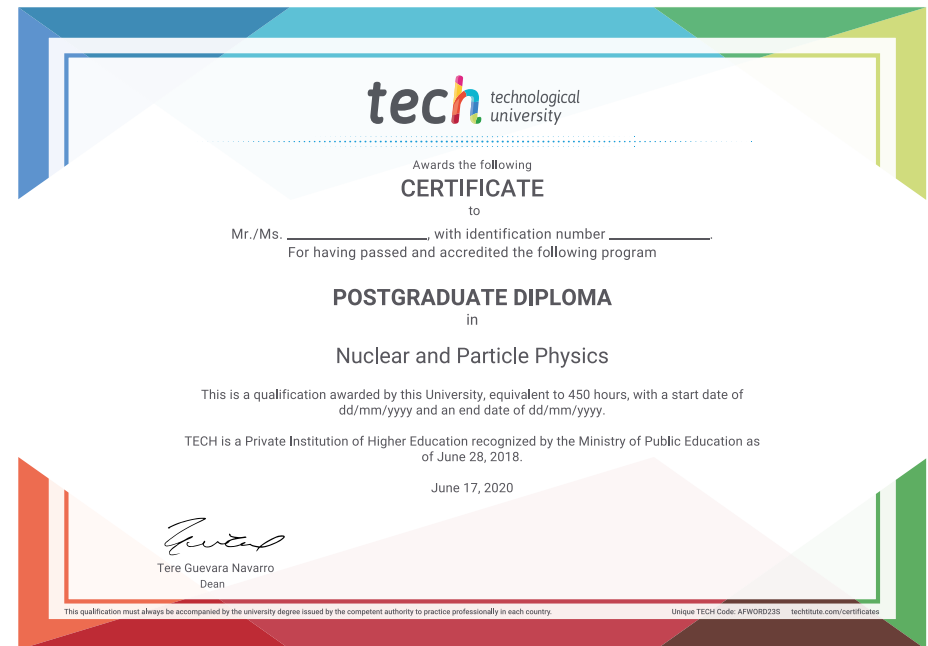 tech technological
university
Awards the following
CERTIFICATE
to
Mr./Ms. ____________________, with identification number ______________.
For having passed and accredited the following program
POSTGRADUATE DIPLOMA
in
Nuclear and Particle Physics
This is a qualification awarded by this University, equivalent to 450 hours, with a start date of
dd/mm/yyyy and an end date of dd/mm/yyyy.
TECH is a Private Institution of Higher Education recognized by the Ministry of Public Education as
of June 28, 2018.
June 17, 2020
Tere Guevara Navarro
Dean
This qualification must always be accompanied by the university degree issued by the competent authority to practice professionally in each country. Unique TECH Code: AFWORD23S techtitute.com/certificates